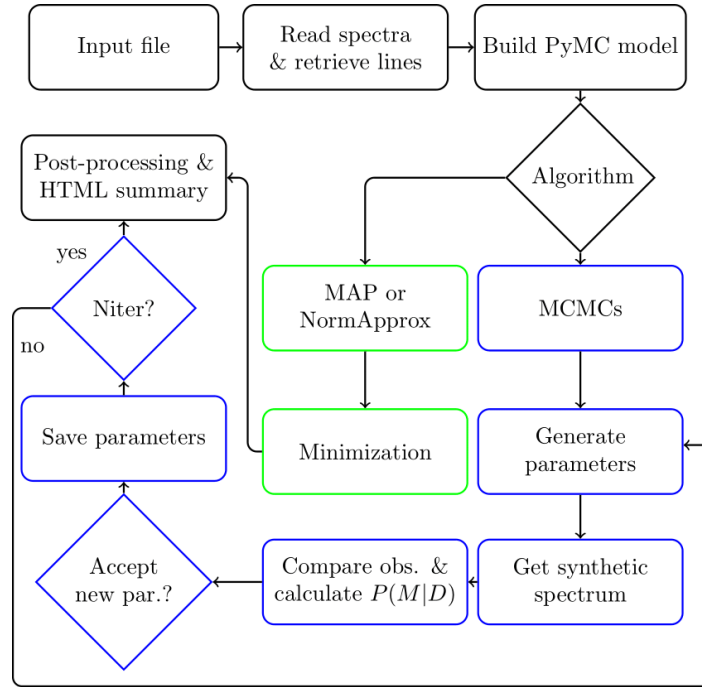 Input file
Read spectra
& retrieve lines
Build PyMC model
Post-processing &
HTML summary
Algorithm
yes
Niter?
no
MAP or
NormApprox
MCMCs
Save parameters
Minimization
Generate
parameters
Accept
new par.?
Compare obs. &
calculate P(M|D)
Get synthetic
spectrum